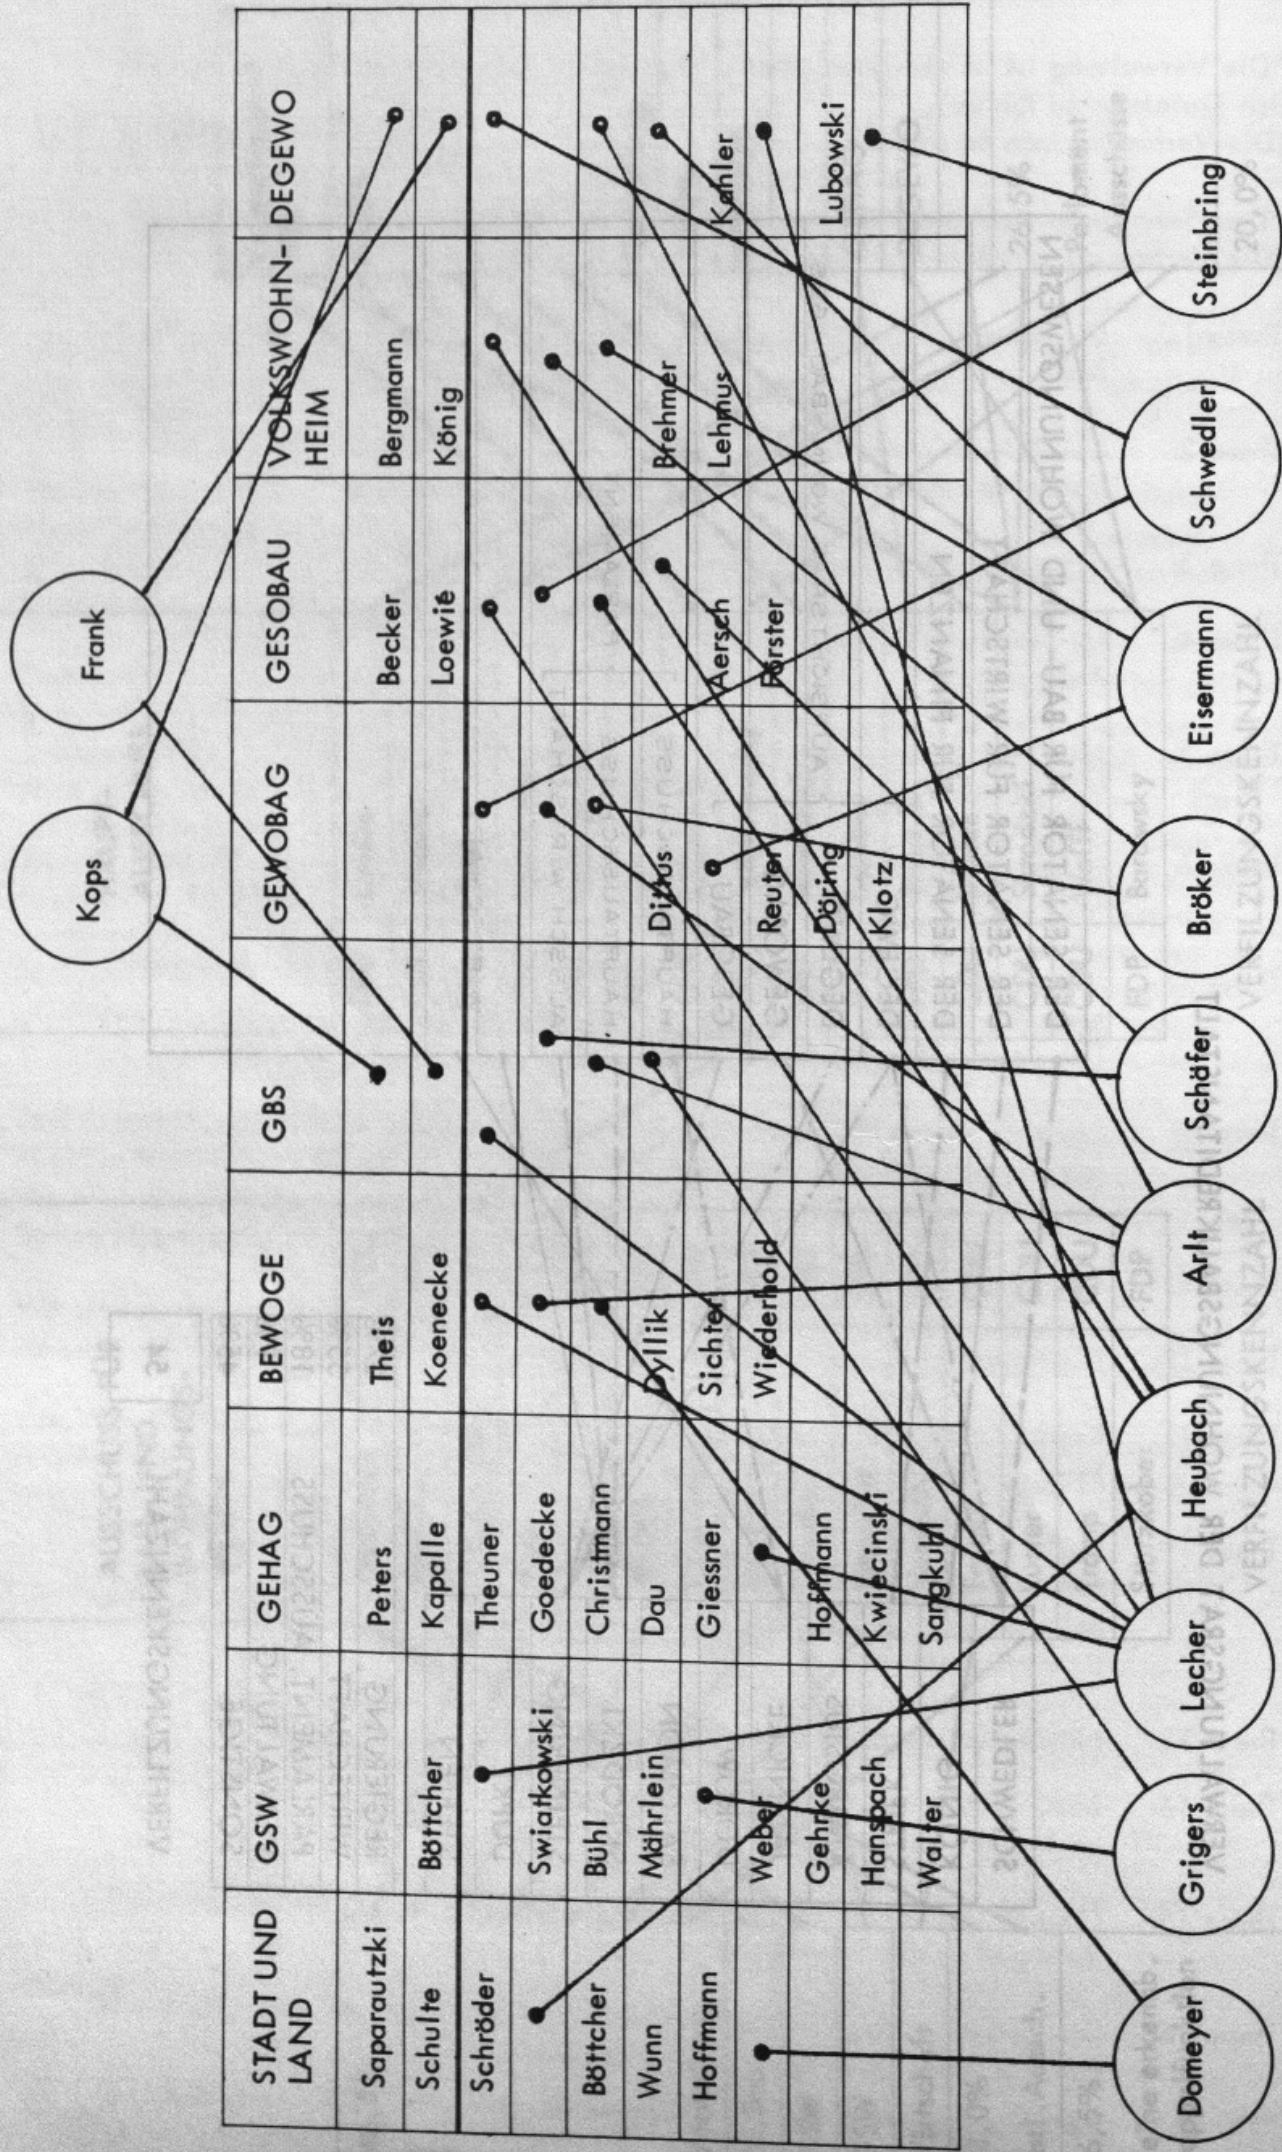 Kops
Frank
STADT UND
LAND
GSW
GEHAG
BEWOGE
GBS
GEWOBAG
GESOBAU
VOLKSWOHN-
HEIM
DEGEWO
Saparautzki
Peters
Theis
Becker
Bergmann
Schulte
Böttcher
Kapalle
Koenecke
Loewie
König
Schröder
Theuner
Swiatkowski
Goedecke
Böttcher
Bühl
Christmann
Wunn
Mährlein
Dau
Dyllik
Dittus
Brehmer
Hoffmann
Giessner
Sichter
Aersch
Lehmus
Kahler
Weber
Wiederhold
Reuter
Förster
Gehrke
Hoffmann
Döring
Lubowski
Hanspach
Kwiecinski
Klotz
Walter
Sangkuhl
Domeyer
Grigers
Lecher
Heubach
Arlt
Schäfer
Bröker
Eisermann
Schwedler
Steinbring